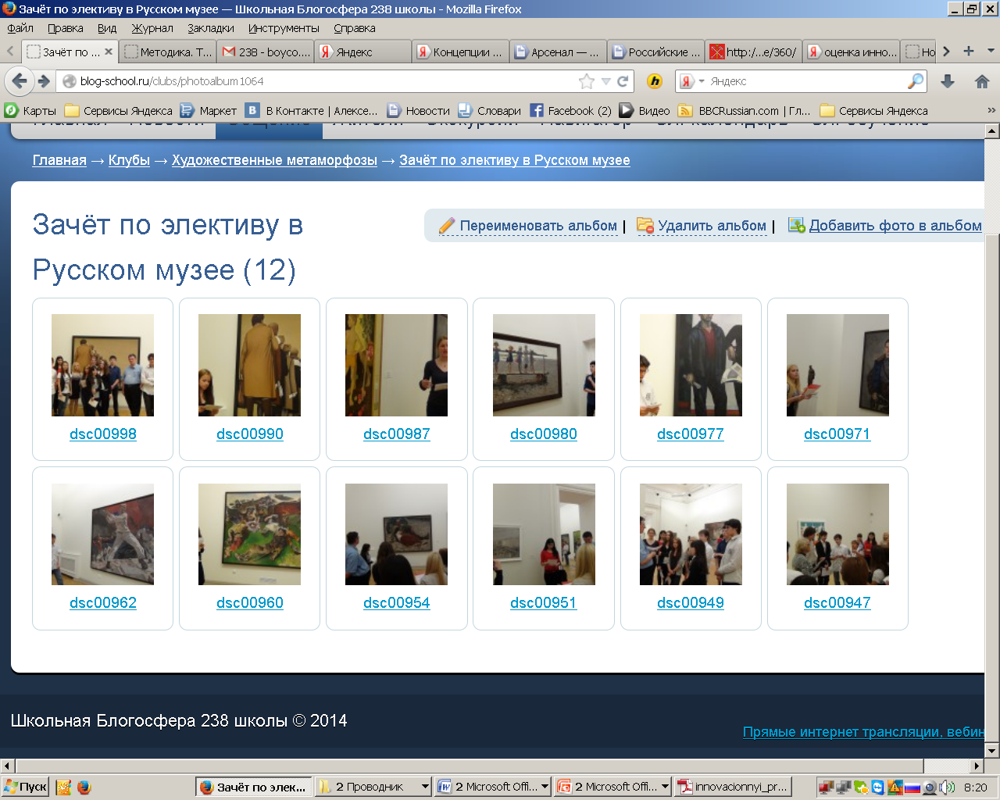 Зачёт по элективу в Русском музее — Школьная Блогосфера 238 школы - Mozilla Firefox
Файл Правка Вид Журнал Закладки Инструменты Справка
Зачёт по ... Методика. Т... 238 - boyco.... Яндекс Концепции ... Арсенал — ... Российские ... http:/...e/360/ оценка инно... Но
blog-school.ru/clubs/photoalbum1064 Яндекс
Карты Сервисы Яндекса Маркет В Контакте | Алексе... Новости Словари Facebook (2) Видео BBCRussian.com | Гл... Сервисы Яндекса
Главная → Клубы → Художественные метаморфозы → Зачёт по элективу в Русском музее
Зачёт по элективу в
Русском музее (12)
Переименовать альбом | Удалить альбом | Добавить фото в альбом
dsc00998 dsc00990 dsc00987 dsc00980 dsc00977 dsc00971
dsc00962 dsc00960 dsc00954 dsc00951 dsc00949 dsc00947
Школьная Блогосфера 238 школы © 2014
Прямые интернет трансляции, вебин
Пуск Зачёт по элек... 2 Проводник 2 Microsoft Offi... 2 Microsoft Offi... innovacionnyi_pr... 8:20